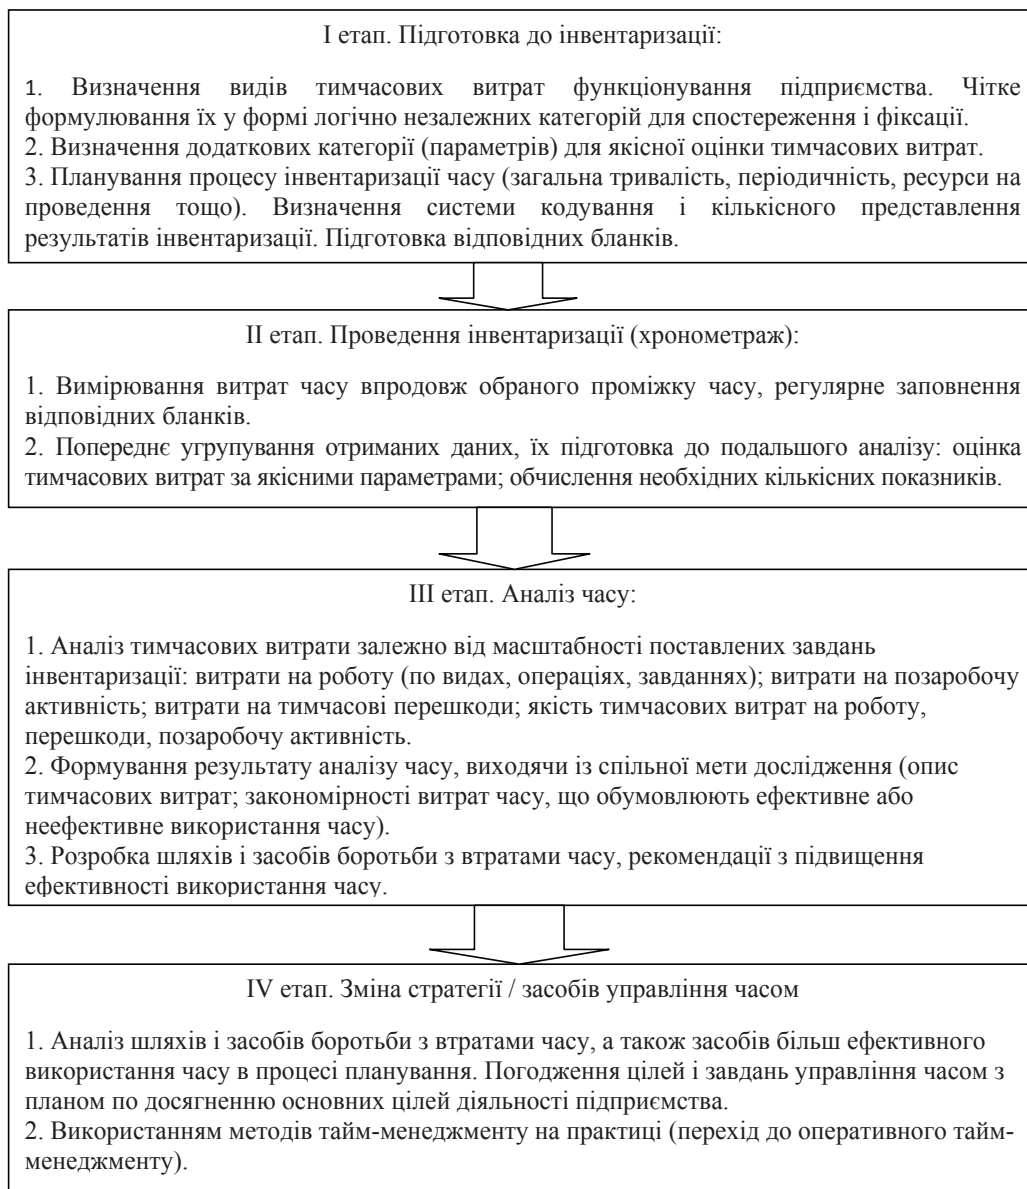 І етап. Підготовка до інвентаризації:
1. Визначення видів тимчасових витрат функціонування підприємства. Чітке
формулювання їх у формі логічно незалежних категорій для спостереження і фіксації.
2. Визначення додаткових категорії (параметрів) для якісної оцінки тимчасових витрат.
3. Планування процесу інвентаризації часу (загальна тривалість, періодичність, ресурси на
проведення тощо). Визначення системи кодування і кількісного представлення
результатів інвентаризації. Підготовка відповідних бланків.
ІІ етап. Проведення інвентаризації (хронометраж):
1. Вимірювання витрат часу впродовж обраного проміжку часу, регулярне заповнення
відповідних бланків.
2. Попереднє угрупування отриманих даних, їх підготовка до подальшого аналізу: оцінка
тимчасових витрат за якісними параметрами; обчислення необхідних кількісних показників.
ІІІ етап. Аналіз часу:
1. Аналіз тимчасових витрати залежно від масштабності поставлених завдань
інвентаризації: витрати на роботу (по видах, операціях, завданнях); витрати на позаробочу
активність; витрати на тимчасові перешкоди; якість тимчасових витрат на роботу,
перешкоди, позаробочу активність.
2. Формування результату аналізу часу, виходячи із спільної мети дослідження (опис
тимчасових витрат; закономірності витрат часу, що обумовлюють ефективне або
неефективне використання часу).
3. Розробка шляхів і засобів боротьби з втратами часу, рекомендації з підвищення
ефективності використання часу.
IV етап. Зміна стратегії / засобів управління часом
1. Аналіз шляхів і засобів боротьби з втратами часу, а також засобів більш ефективного
використання часу в процесі планування. Погодження цілей і завдань управління часом з
планом по досягненню основних цілей діяльності підприємства.
2. Використанням методів тайм-менеджменту на практиці (перехід до оперативного тайм-
менеджменту).